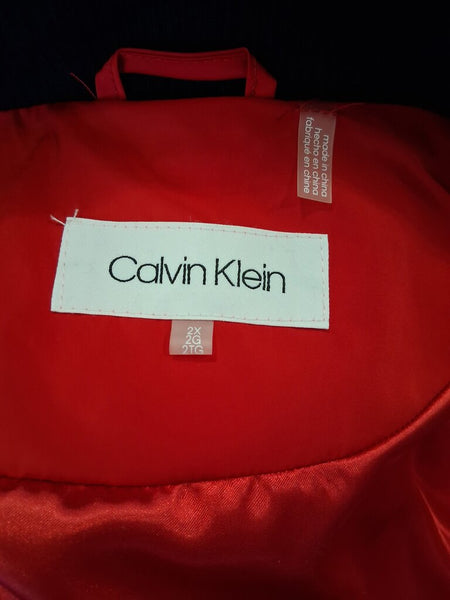 made in china
hecho en china
fabriqué en chine
Calvin Klein
2X
2G
2TG